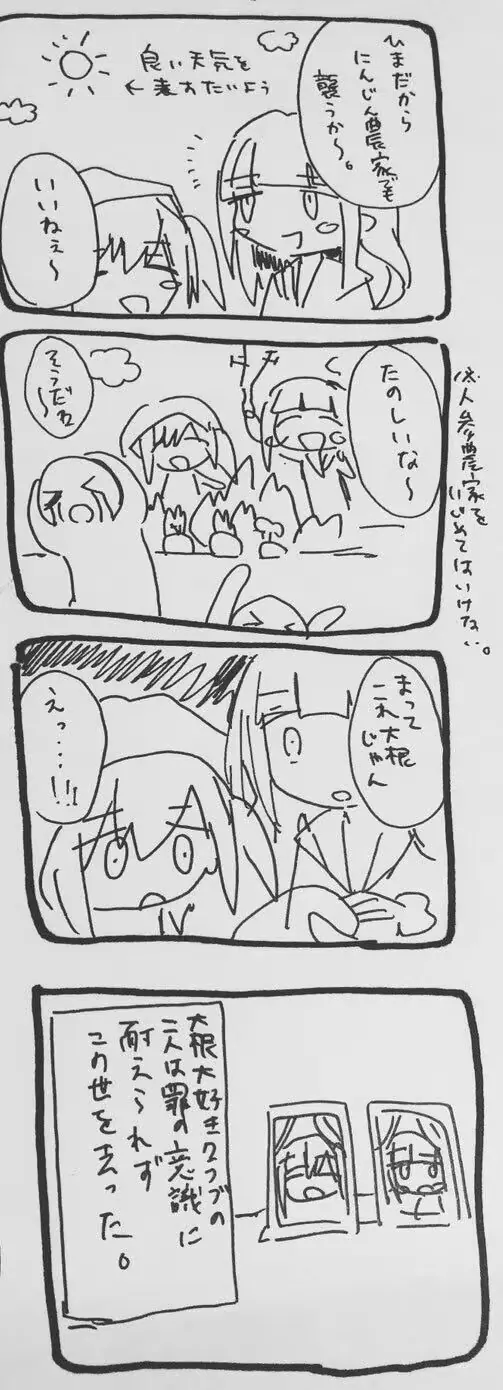 ひまだから
にんじん農家でも
襲うか〜。
良い天気を
←表すたいよう
いいねぇ〜
たのしいな〜
そうだね〜
※人参農家を
いじめてはいけない。
まって
これ大根
じゃん
えっ・・・・!!!
大根大好きクラブの
二人は罪の意識に
耐えられず
この世を去った。